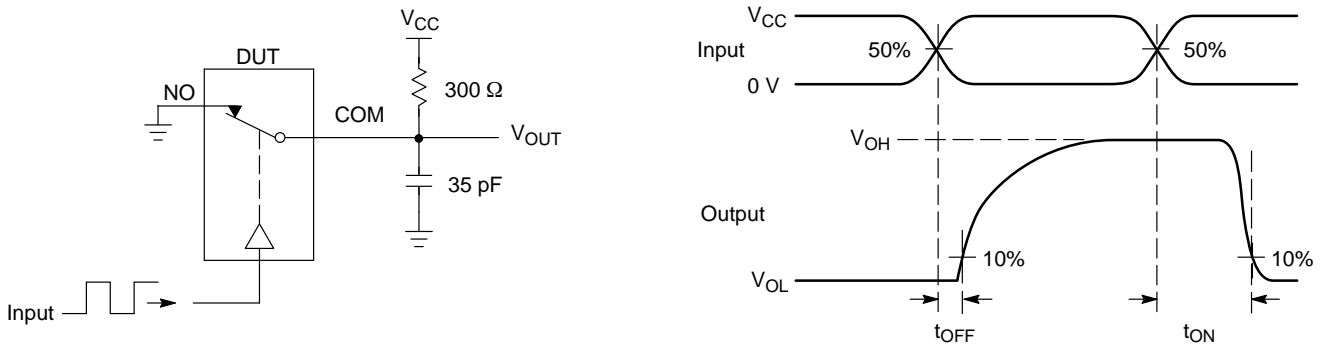 DUT
NO
COM
V_CC
300 Ω
V_OUT
35 pF
Input
V_CC
Input
0 V
50%
50%
V_OH
Output
V_OL
10%
10%
t_OFF
t_ON